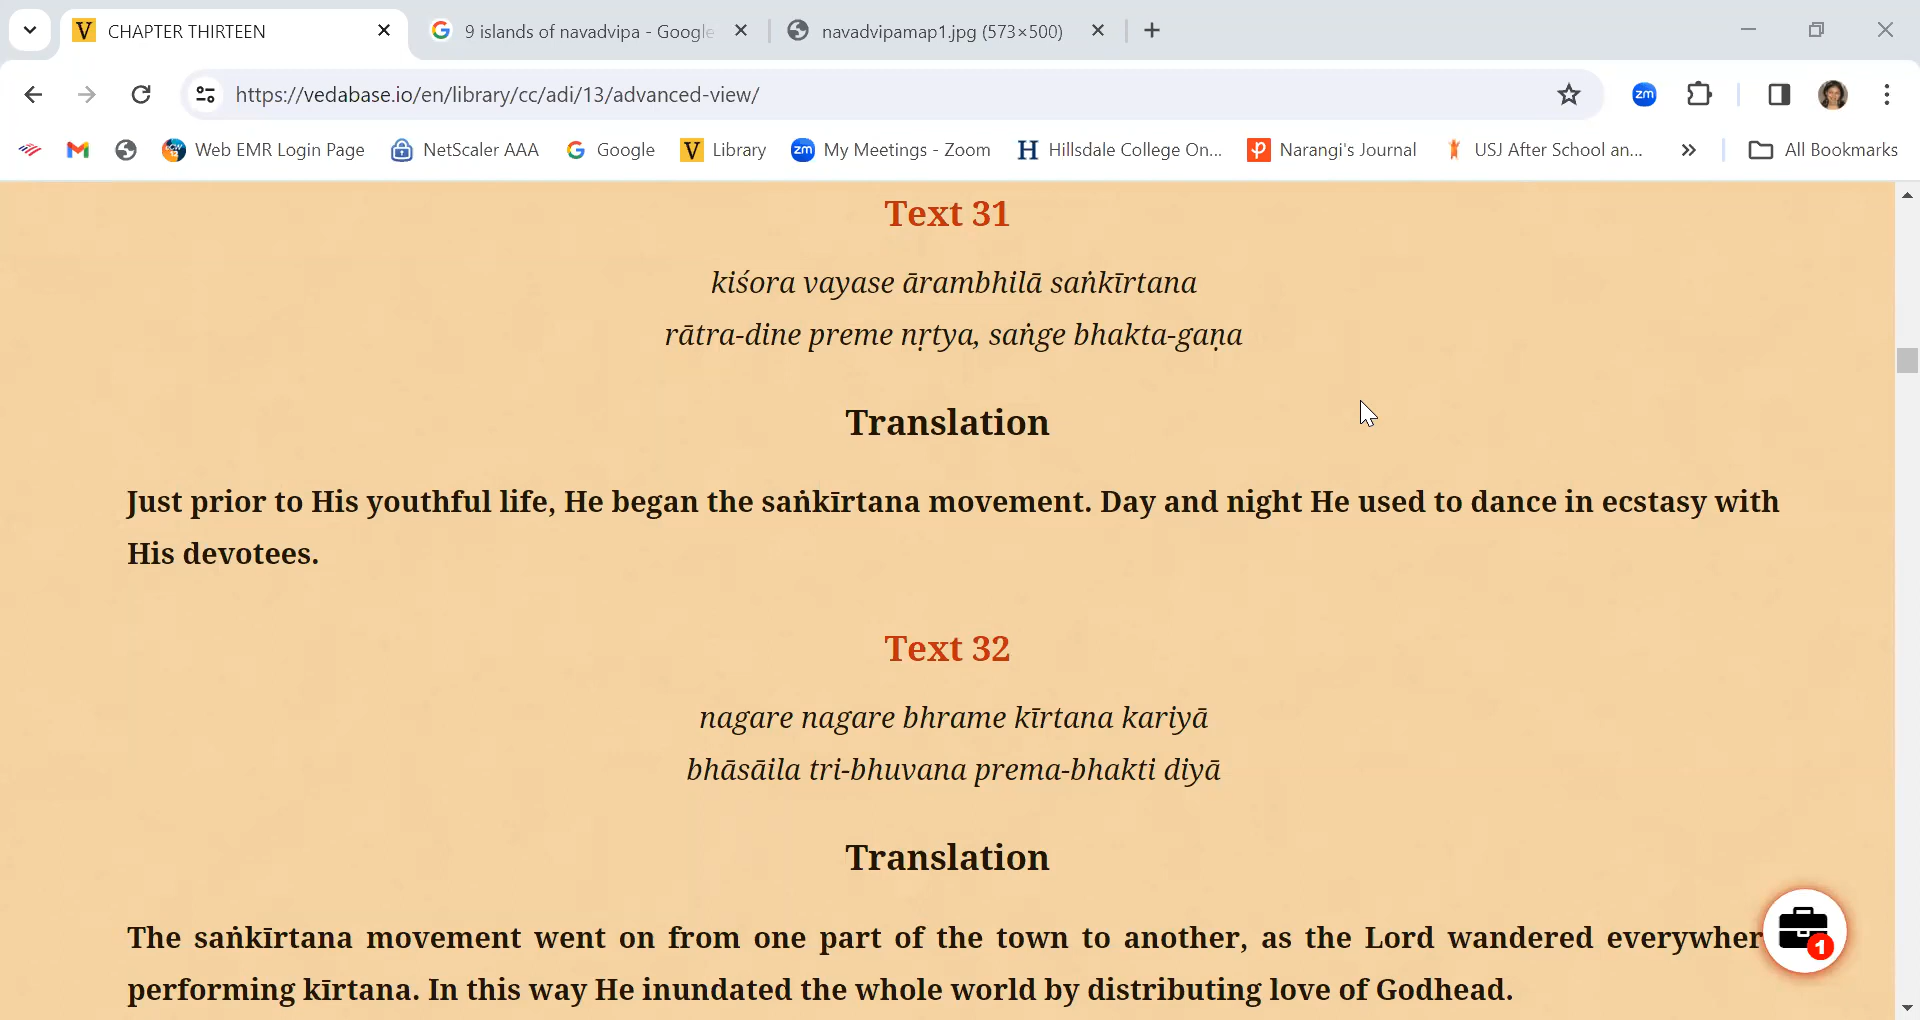 CHAPTER THIRTEEN
9 islands of navadvipa - Google
navadvipamap1.jpg (573×500)
https://vedabase.io/en/library/cc/adi/13/advanced-view/
zm
Web EMR Login Page
NetScaler AAA
Google
Library
zm My Meetings - Zoom
Hillsdale College On...
Narangi's Journal
USJ After School an...
All Bookmarks
Text 31
kiśora vayase ārambhilā saṅkīrtana
rātra-dine preme nṛtya, saṅge bhakta-gaṇa
Translation
Just prior to His youthful life, He began the saṅkīrtana movement. Day and night He used to dance in ecstasy with
His devotees.
Text 32
nagare nagare bhrame kīrtana kariyā
bhāsāila tri-bhuvana prema-bhakti diyā
Translation
The saṅkīrtana movement went on from one part of the town to another, as the Lord wandered everywher
performing kīrtana. In this way He inundated the whole world by distributing love of Godhead.
1